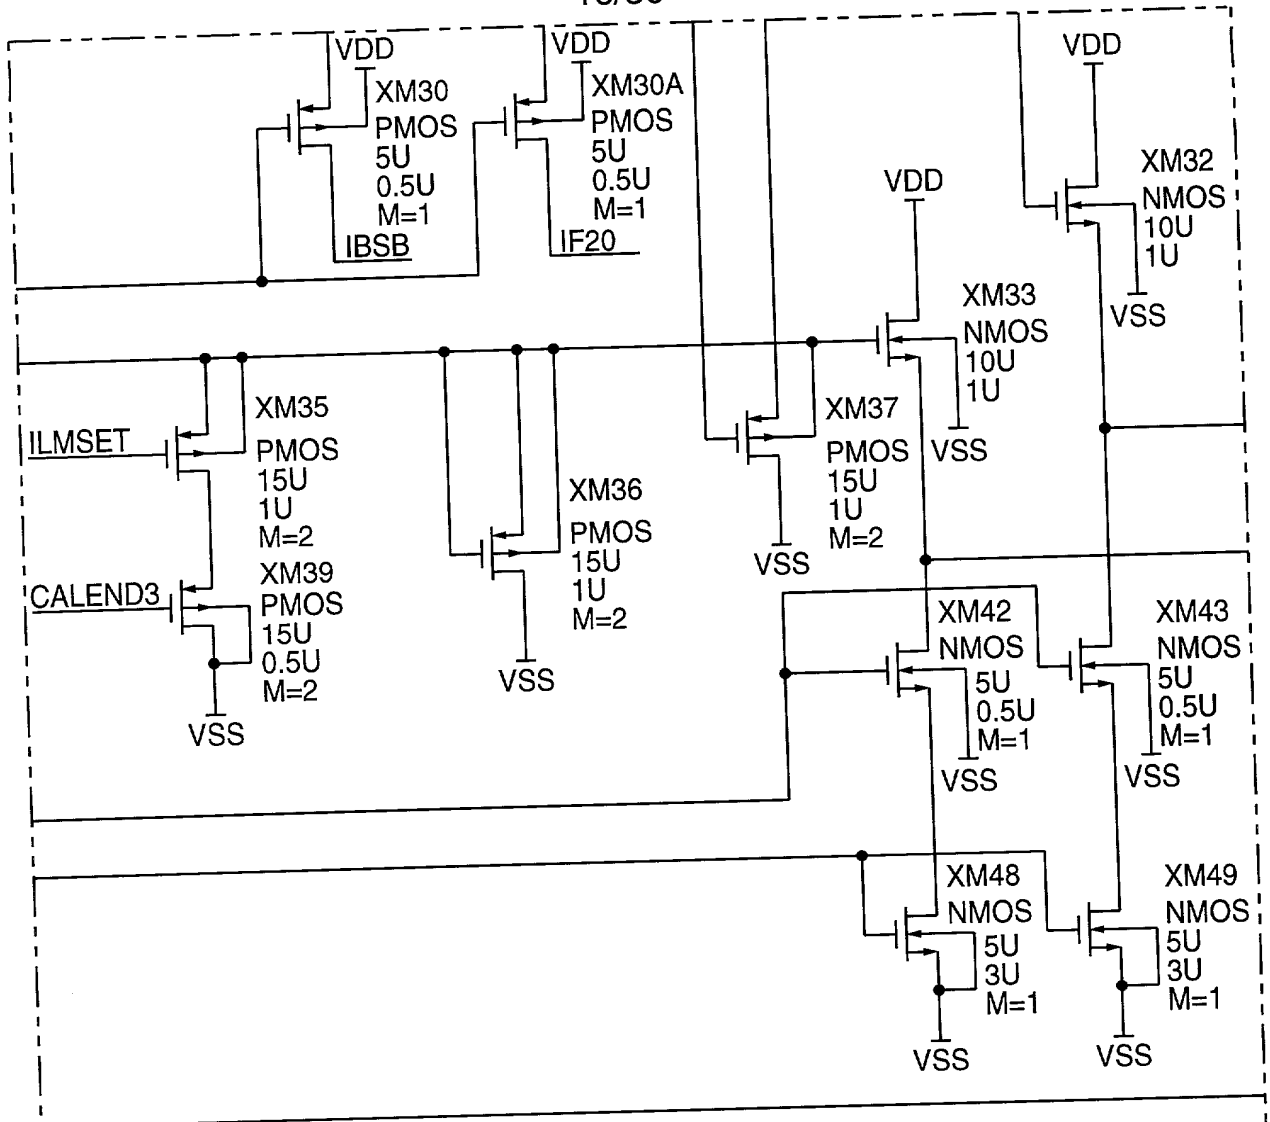 VDD
XM30
PMOS
5U
0.5U
M=1
IBSB
VDD
XM30A
PMOS
5U
0.5U
M=1
IF20
VDD
XM32
NMOS
10U
1U
VSS
VDD
XM33
NMOS
10U
1U
VSS
ILMSET
XM35
PMOS
15U
1U
M=2
XM36
PMOS
15U
1U
M=2
VSS
XM37
PMOS
15U
1U
M=2
VSS
CALEND3
XM39
PMOS
15U
0.5U
M=2
VSS
XM42
NMOS
5U
0.5U
M=1
VSS
XM43
NMOS
5U
0.5U
M=1
VSS
XM48
NMOS
5U
3U
M=1
VSS
XM49
NMOS
5U
3U
M=1
VSS